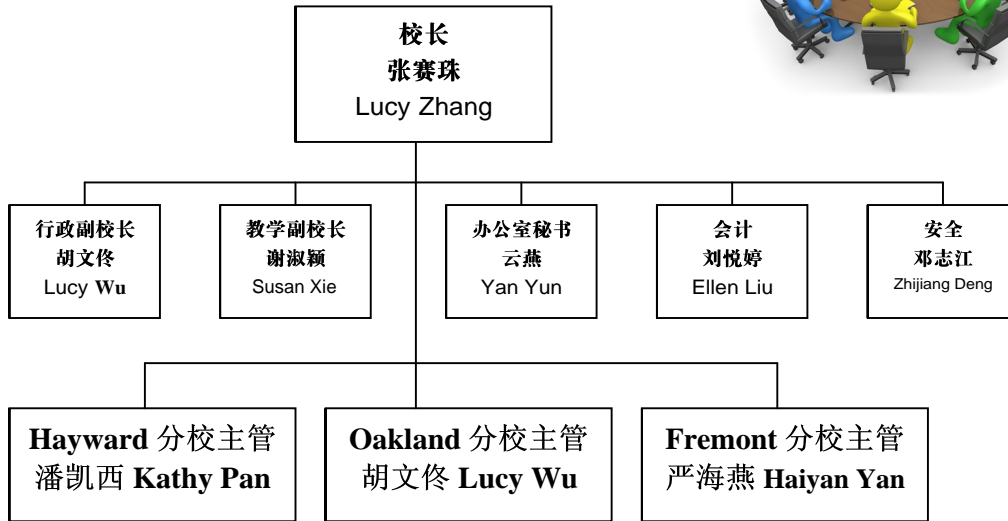 校长
张赛珠
Lucy Zhang
行政副校长
胡文佟
Lucy Wu
教学副校长
谢淑颖
Susan Xie
办公室秘书
云燕
Yan Yun
会计
刘悦婷
Ellen Liu
安全
邓志江
Zhijiang Deng
Hayward 分校主管
潘凯西 Kathy Pan
Oakland 分校主管
胡文佟 Lucy Wu
Fremont 分校主管
严海燕 Haiyan Yan